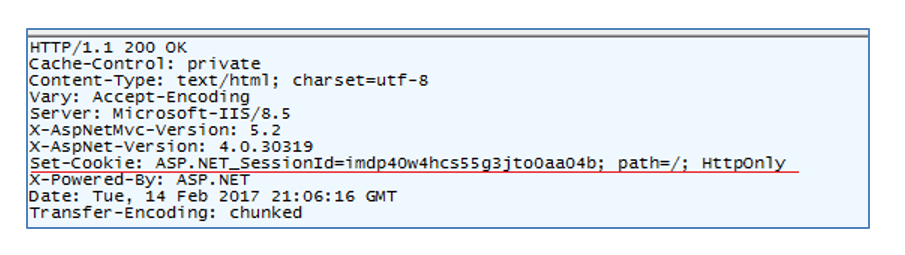 HTTP/1.1 200 OK
Cache-Control: private
Content-Type: text/html; charset=utf-8
Vary: Accept-Encoding
Server: Microsoft-IIS/8.5
X-AspNetMvc-Version: 5.2
X-AspNet-Version: 4.0.30319
Set-Cookie: ASP.NET_SessionId=imdp40w4hcs55g3jto0aa04b; path=/; HttpOnly
X-Powered-By: ASP.NET
Date: Tue, 14 Feb 2017 21:06:16 GMT
Transfer-Encoding: chunked